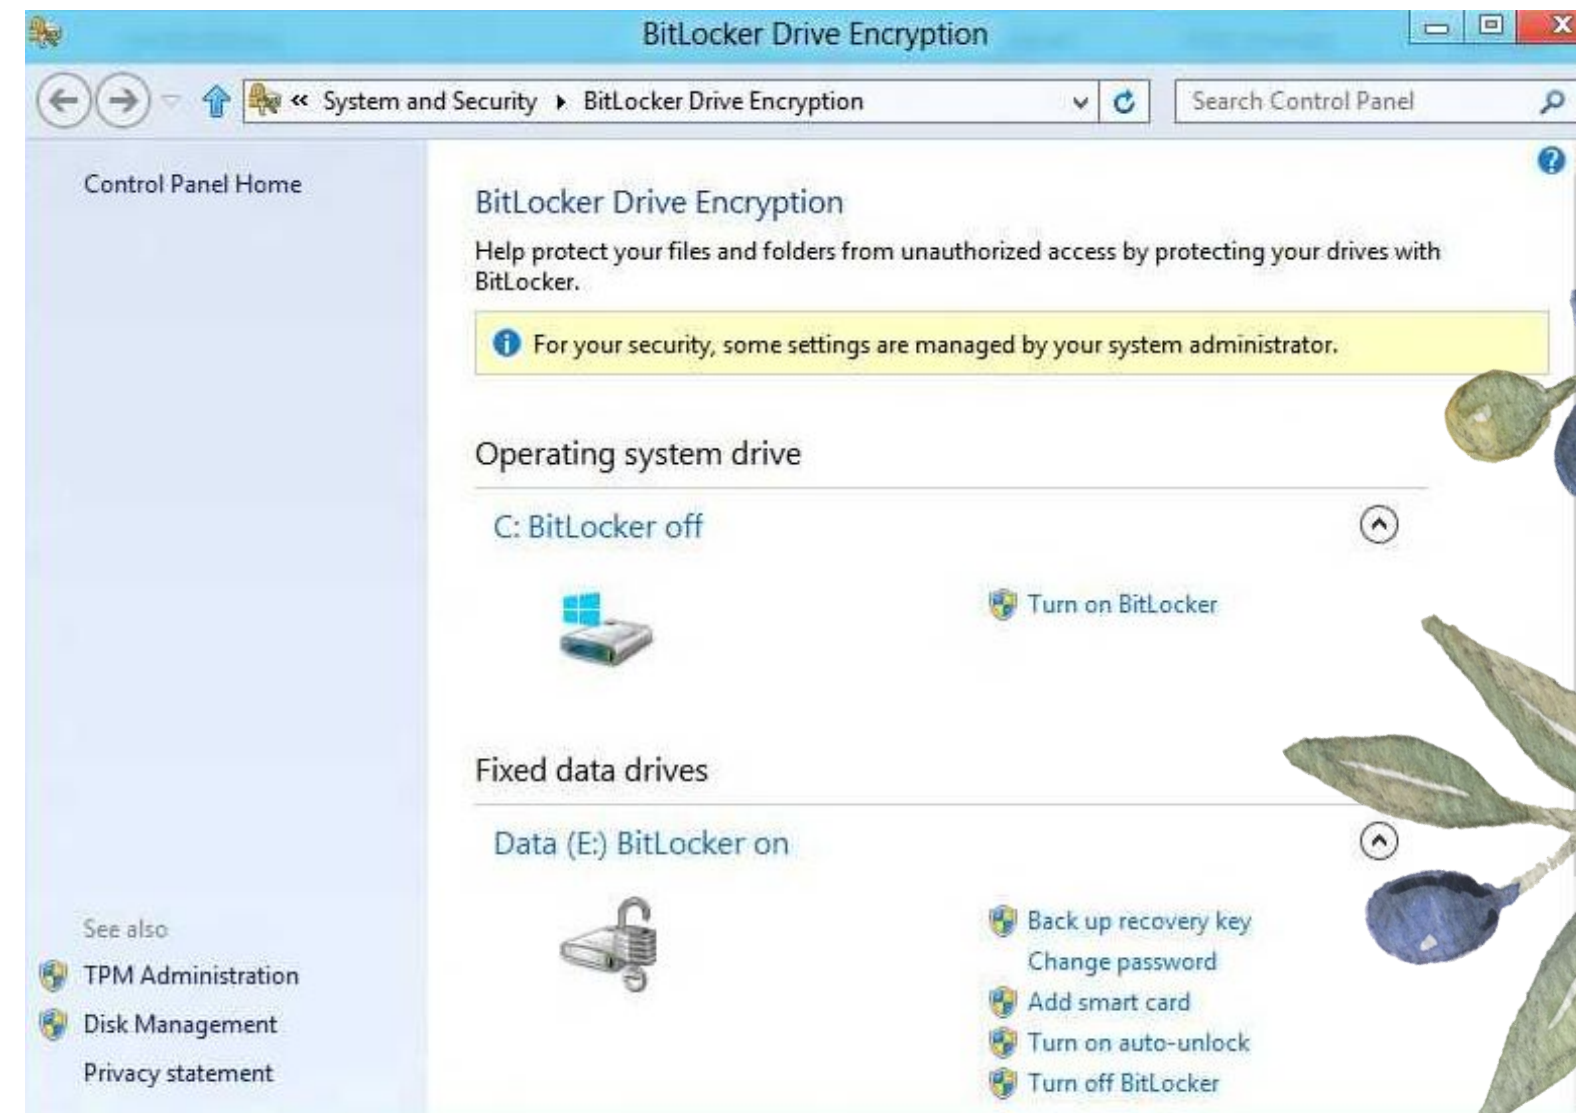 BitLocker Drive Encryption
« System and Security ▸ BitLocker Drive Encryption
Search Control Panel
Control Panel Home
BitLocker Drive Encryption
Help protect your files and folders from unauthorized access by protecting your drives with
BitLocker.
For your security, some settings are managed by your system administrator.
Operating system drive
C: BitLocker off
Turn on BitLocker
Fixed data drives
Data (E:) BitLocker on
Back up recovery key
Change password
Add smart card
Turn on auto-unlock
Turn off BitLocker
See also
TPM Administration
Disk Management
Privacy statement